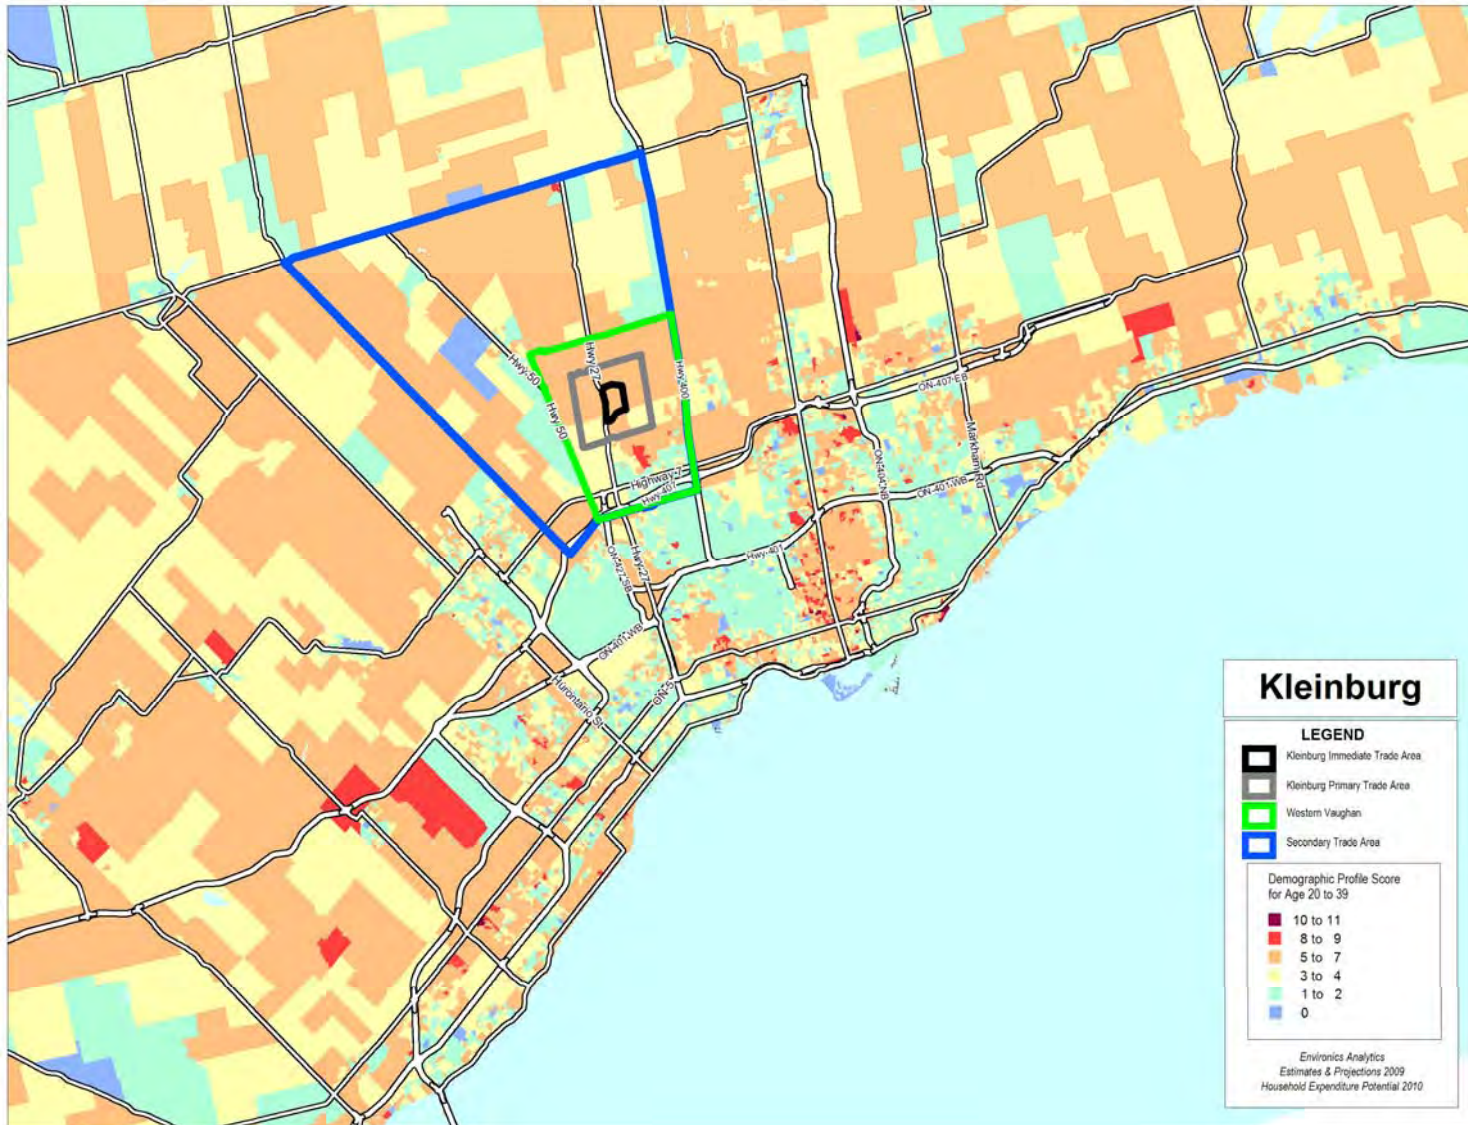 Hwy-50
Hwy-27
Hwy-50
Hwy-400
Highway 7
Hwy-407
ON-407-EB
Markham-Rd
ON-404-NB
ON-401-WB
Hwy-401
ON-427-SB
Hwy-27
ON-401-WB
ON-5
Hurontario St
Kleinburg
LEGEND
Kleinburg Immediate Trade Area
Kleinburg Primary Trade Area
Western Vaughan
Secondary Trade Area
Demographic Profile Score
for Age 20 to 39
10 to 11
8 to 9
5 to 7
3 to 4
1 to 2
0
Environics Analytics
Estimates & Projections 2009
Household Expenditure Potential 2010